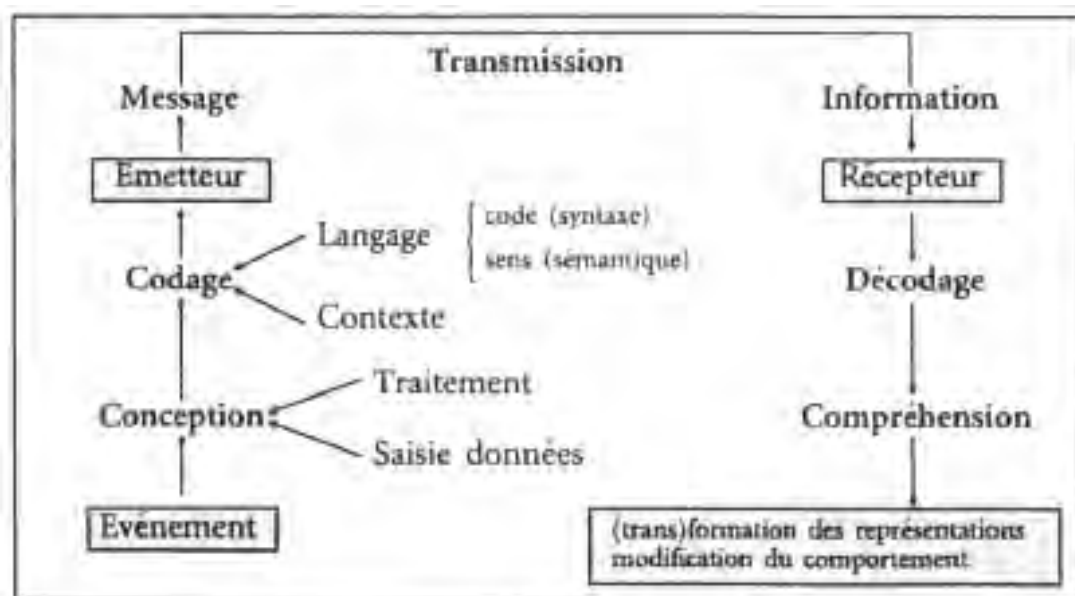 Transmission
Message
Information
Emetteur
Récepteur
Langage
code (syntaxe)
sens (sémantique)
Codage
Décodage
Contexte
Traitement
Conception
Compréhension
Saisie données
Evénement
(trans)formation des représentations
modification du comportement